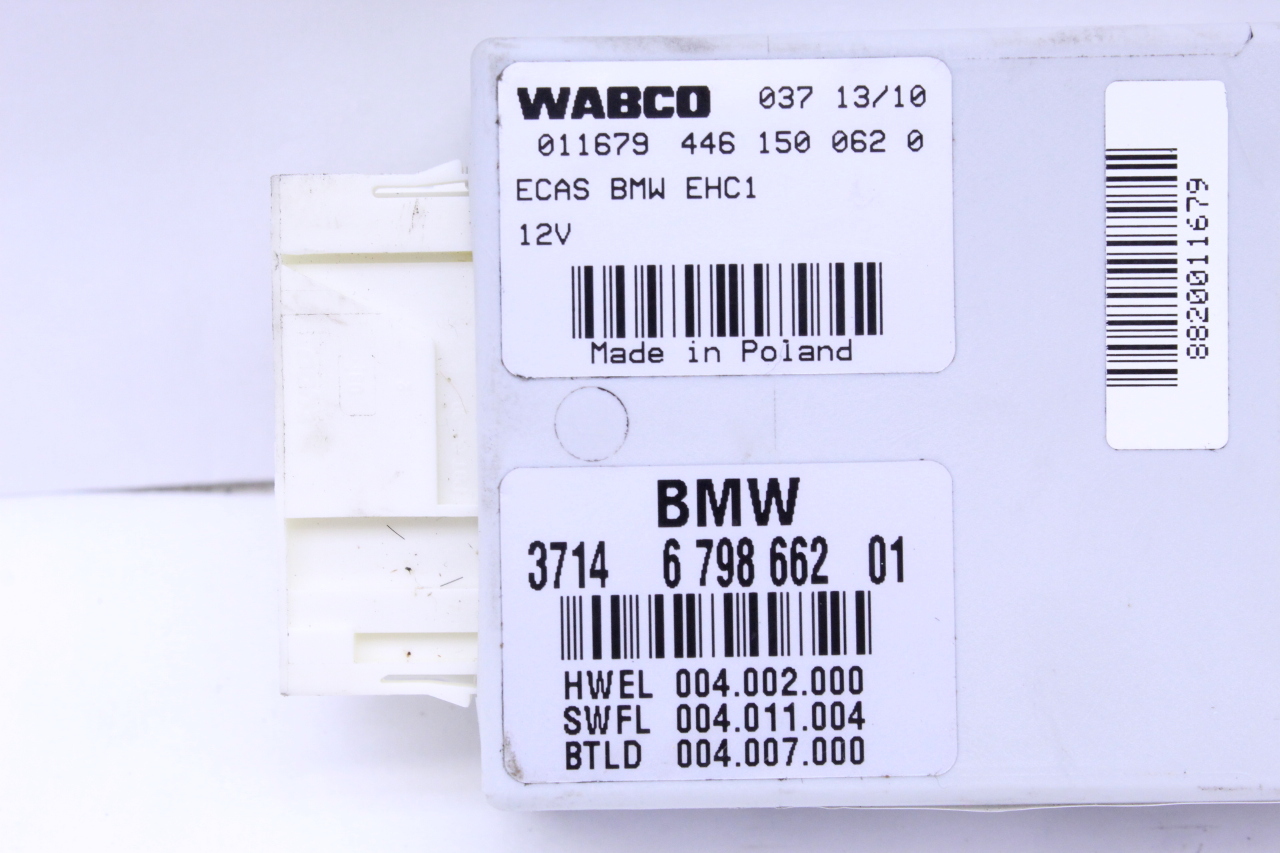 WABCO 037 13/10
011679 446 150 062 0
ECAS BMW EHC1
12V
Made in Poland
8820011679
BMW
3714 6 798 662 01
HWEL 004.002.000
SWFL 004.011.004
BTLD 004.007.000